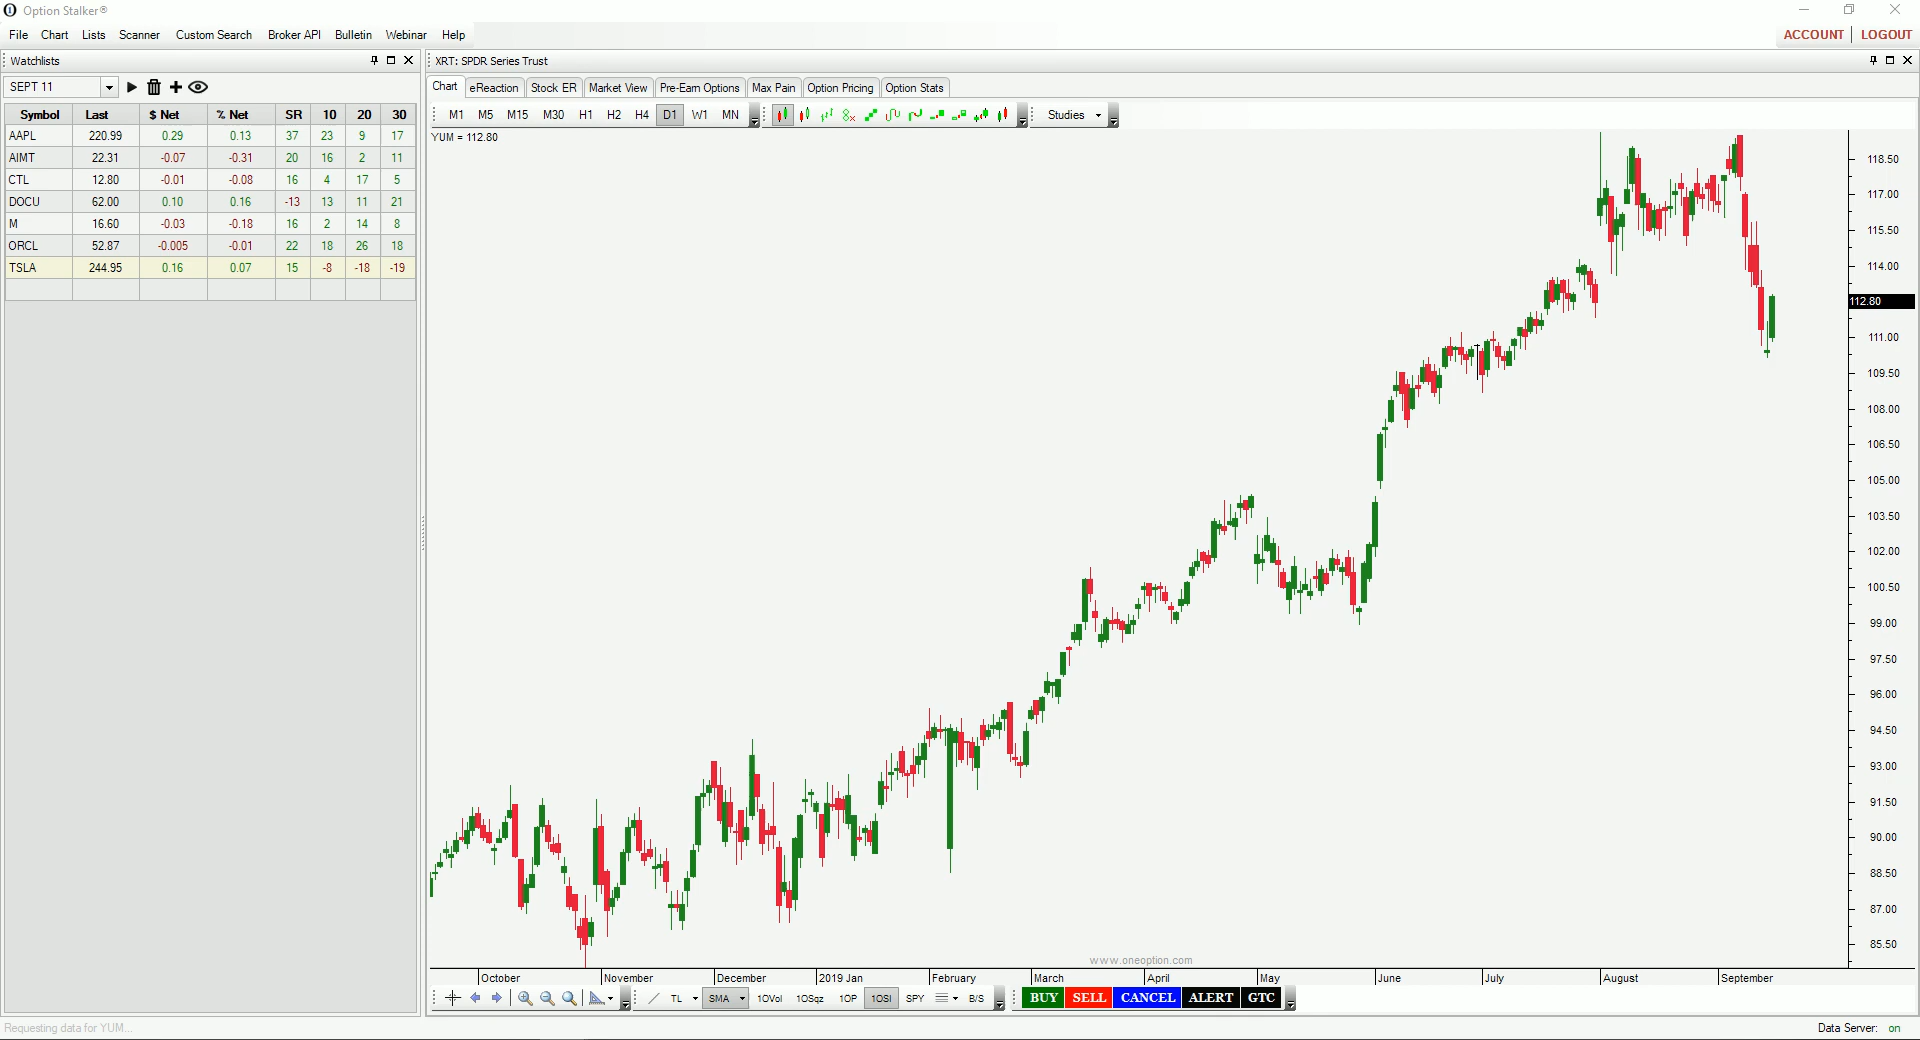 Option Stalker®
File Chart Lists Scanner Custom Search Broker API Bulletin Webinar Help
ACCOUNT LOGOUT
Watchlists
SEPT 11
Symbol Last $ Net % Net SR 10 20 30
AAPL 220.99 0.29 0.13 37 23 9 17
AIMT 22.31 -0.07 -0.31 20 16 2 11
CTL 12.80 -0.01 -0.08 16 4 17 5
DOCU 62.00 0.10 0.16 -13 13 11 21
M 16.60 -0.03 -0.18 16 2 14 8
ORCL 52.87 -0.005 -0.01 22 18 26 18
TSLA 244.95 0.16 0.07 15 -8 -18 -19
XRT: SPDR Series Trust
Chart eReaction Stock ER Market View Pre-Earn Options Max Pain Option Pricing Option Stats
M1 M5 M15 M30 H1 H2 H4 D1 W1 MN Studies
YUM = 112.80
118.50
117.00
115.50
114.00
112.80
111.00
109.50
108.00
106.50
105.00
103.50
102.00
100.50
99.00
97.50
96.00
94.50
93.00
91.50
90.00
88.50
87.00
85.50
www.oneoption.com
October November December 2019 Jan February March April May June July August September
TL SMA 1OVol 1OSqz 1OP 1OSI SPY B/S BUY SELL CANCEL ALERT GTC
Requesting data for YUM...
Data Server: on